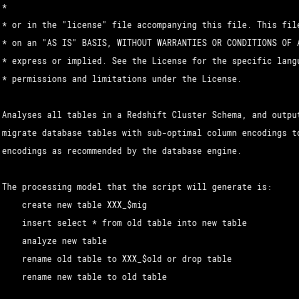 *
* or in the "license" file accompanying this file. This file
* on an "AS IS" BASIS, WITHOUT WARRANTIES OR CONDITIONS OF
* express or implied. See the License for the specific
* permissions and limitations under the License.
Analyses all tables in a Redshift Cluster Schema, and
migrate database tables with sub-optimal column encodings
encodings as recommended by the database engine.
The processing model that the script will generate is:
create new table XXX_$mig
insert select * from old table into new table
analyze new table
rename old table to XXX_$old or drop table
rename new table to old table